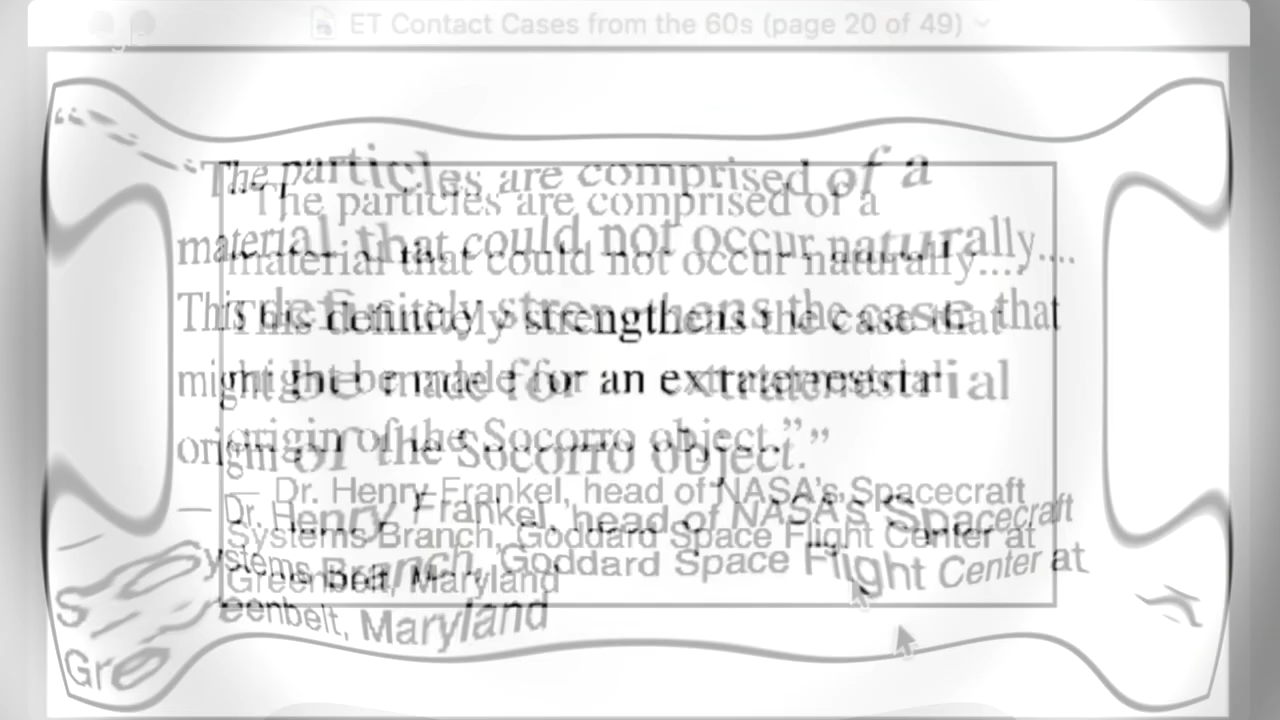 ET Contact Cases from the 60s (page 20 of 49)
“The particles are comprised of a
material that could not occur naturally....
This definitely strengthens the case that
might be made for an extraterrestrial
origin of the Socorro object.”
— Dr. Henry Frankel, head of NASA's Spacecraft
Systems Branch, Goddard Space Flight Center at
Greenbelt, Maryland